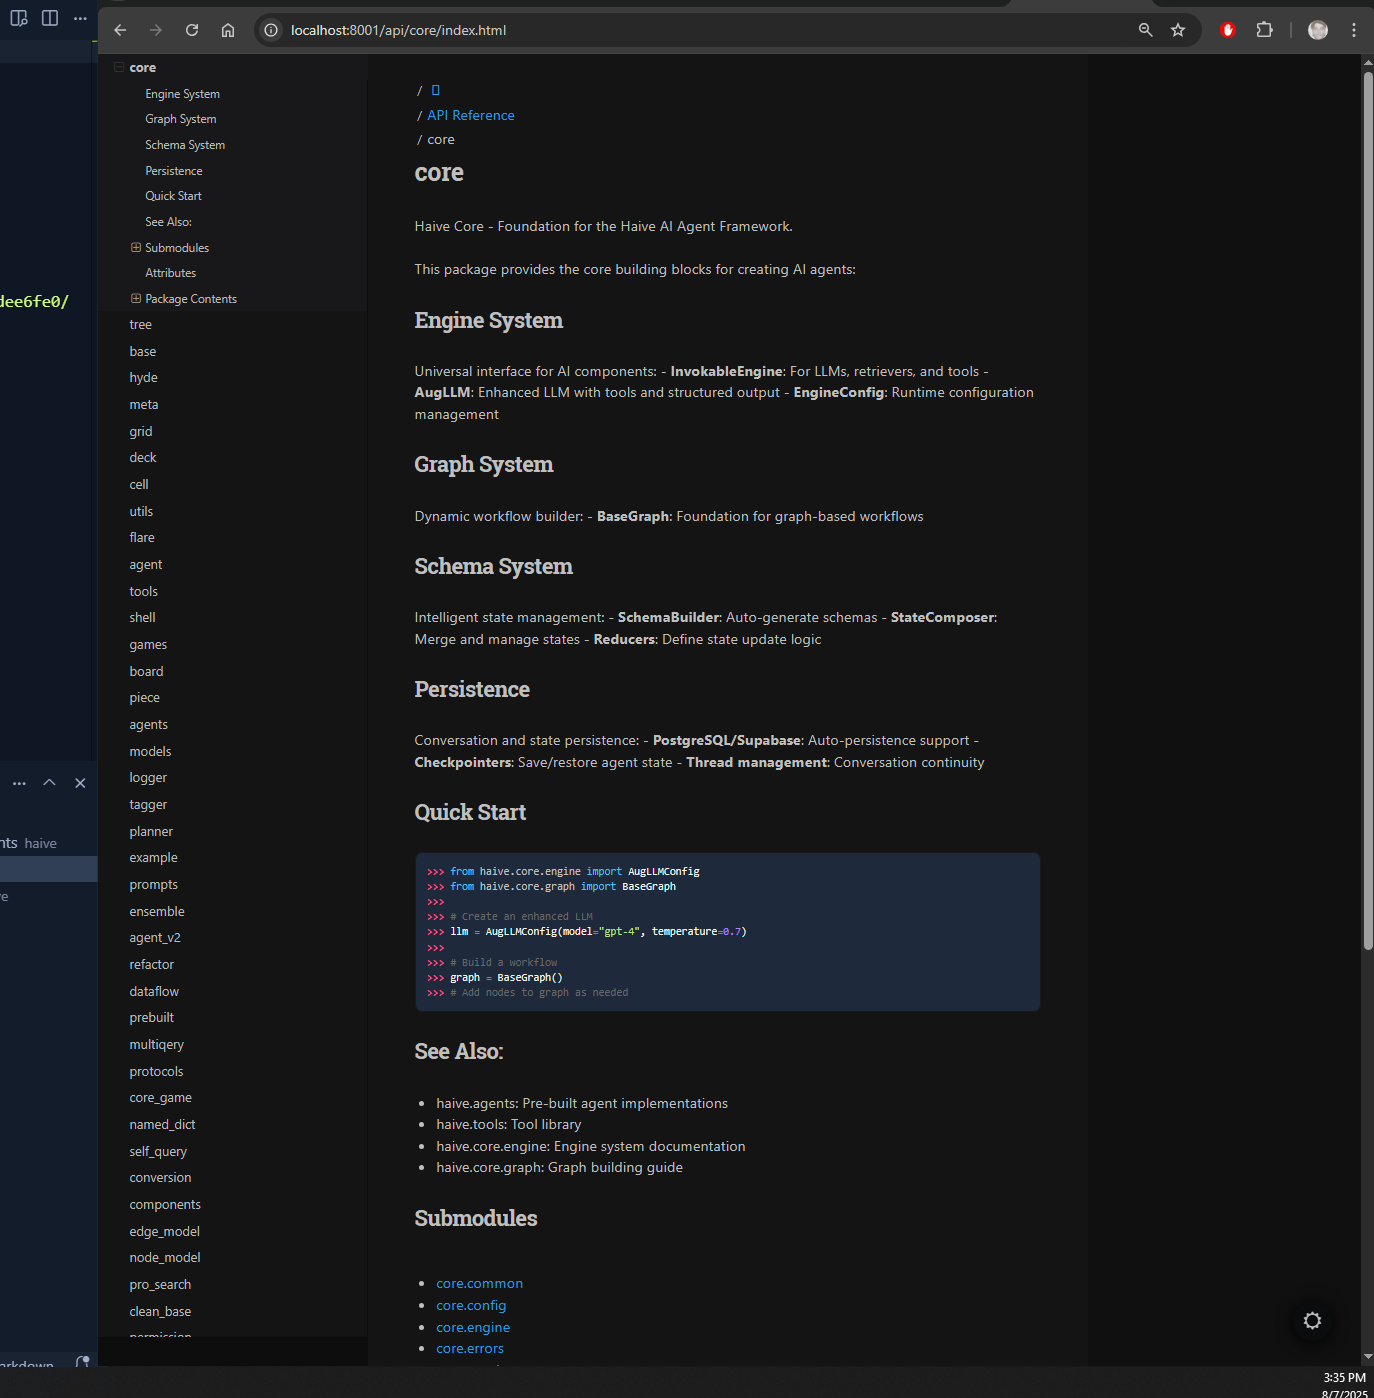 localhost:8001/api/core/index.html
dee6fe0/
nts haive
e
arkdown
core
Engine System
Graph System
Schema System
Persistence
Quick Start
See Also:
Submodules
Attributes
Package Contents
tree
base
hyde
meta
grid
deck
cell
utils
flare
agent
tools
shell
games
board
piece
agents
models
logger
tagger
planner
example
prompts
ensemble
agent_v2
refactor
dataflow
prebuilt
multiqery
protocols
core_game
named_dict
self_query
conversion
components
edge_model
node_model
pro_search
clean_base
permission
/
/ API Reference
/ core
core
Haive Core - Foundation for the Haive AI Agent Framework.
This package provides the core building blocks for creating AI agents:
Engine System
Universal interface for AI components: - InvokableEngine: For LLMs, retrievers, and tools -
AugLLM: Enhanced LLM with tools and structured output - EngineConfig: Runtime configuration
management
Graph System
Dynamic workflow builder: - BaseGraph: Foundation for graph-based workflows
Schema System
Intelligent state management: - SchemaBuilder: Auto-generate schemas - StateComposer:
Merge and manage states - Reducers: Define state update logic
Persistence
Conversation and state persistence: - PostgreSQL/Supabase: Auto-persistence support -
Checkpointers: Save/restore agent state - Thread management: Conversation continuity
Quick Start
>>> from haive.core.engine import AugLLMConfig
>>> from haive.core.graph import BaseGraph
>>>
>>> # Create an enhanced LLM
>>> llm = AugLLMConfig(model="gpt-4", temperature=0.7)
>>>
>>> # Build a workflow
>>> graph = BaseGraph()
>>> # Add nodes to graph as needed
See Also:
• haive.agents: Pre-built agent implementations
• haive.tools: Tool library
• haive.core.engine: Engine system documentation
• haive.core.graph: Graph building guide
Submodules
• core.common
• core.config
• core.engine
• core.errors
3:35 PM
8/7/2025